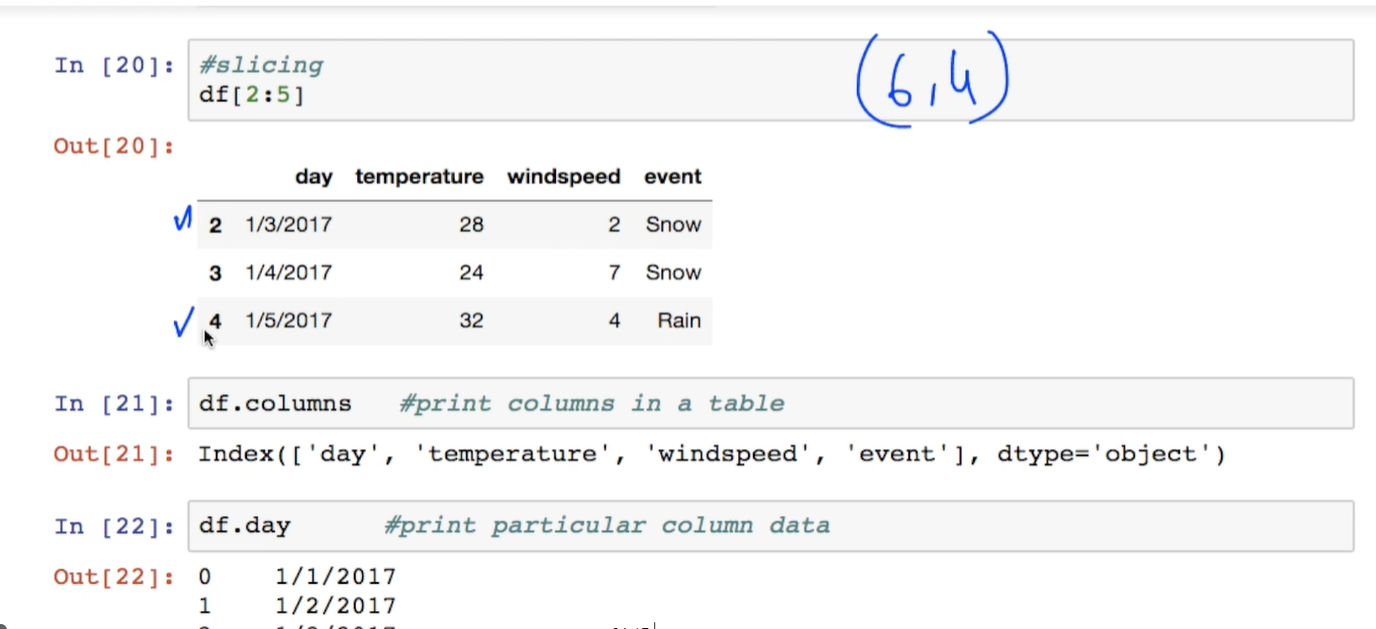 In [20]: #slicing
df[2:5]
(6,4)
Out[20]:
day temperature windspeed event
2 1/3/2017 28 2 Snow
3 1/4/2017 24 7 Snow
4 1/5/2017 32 4 Rain
In [21]: df.columns #print columns in a table
Out[21]: Index(['day', 'temperature', 'windspeed', 'event'], dtype='object')
In [22]: df.day #print particular column data
Out[22]: 0 1/1/2017
1 1/2/2017